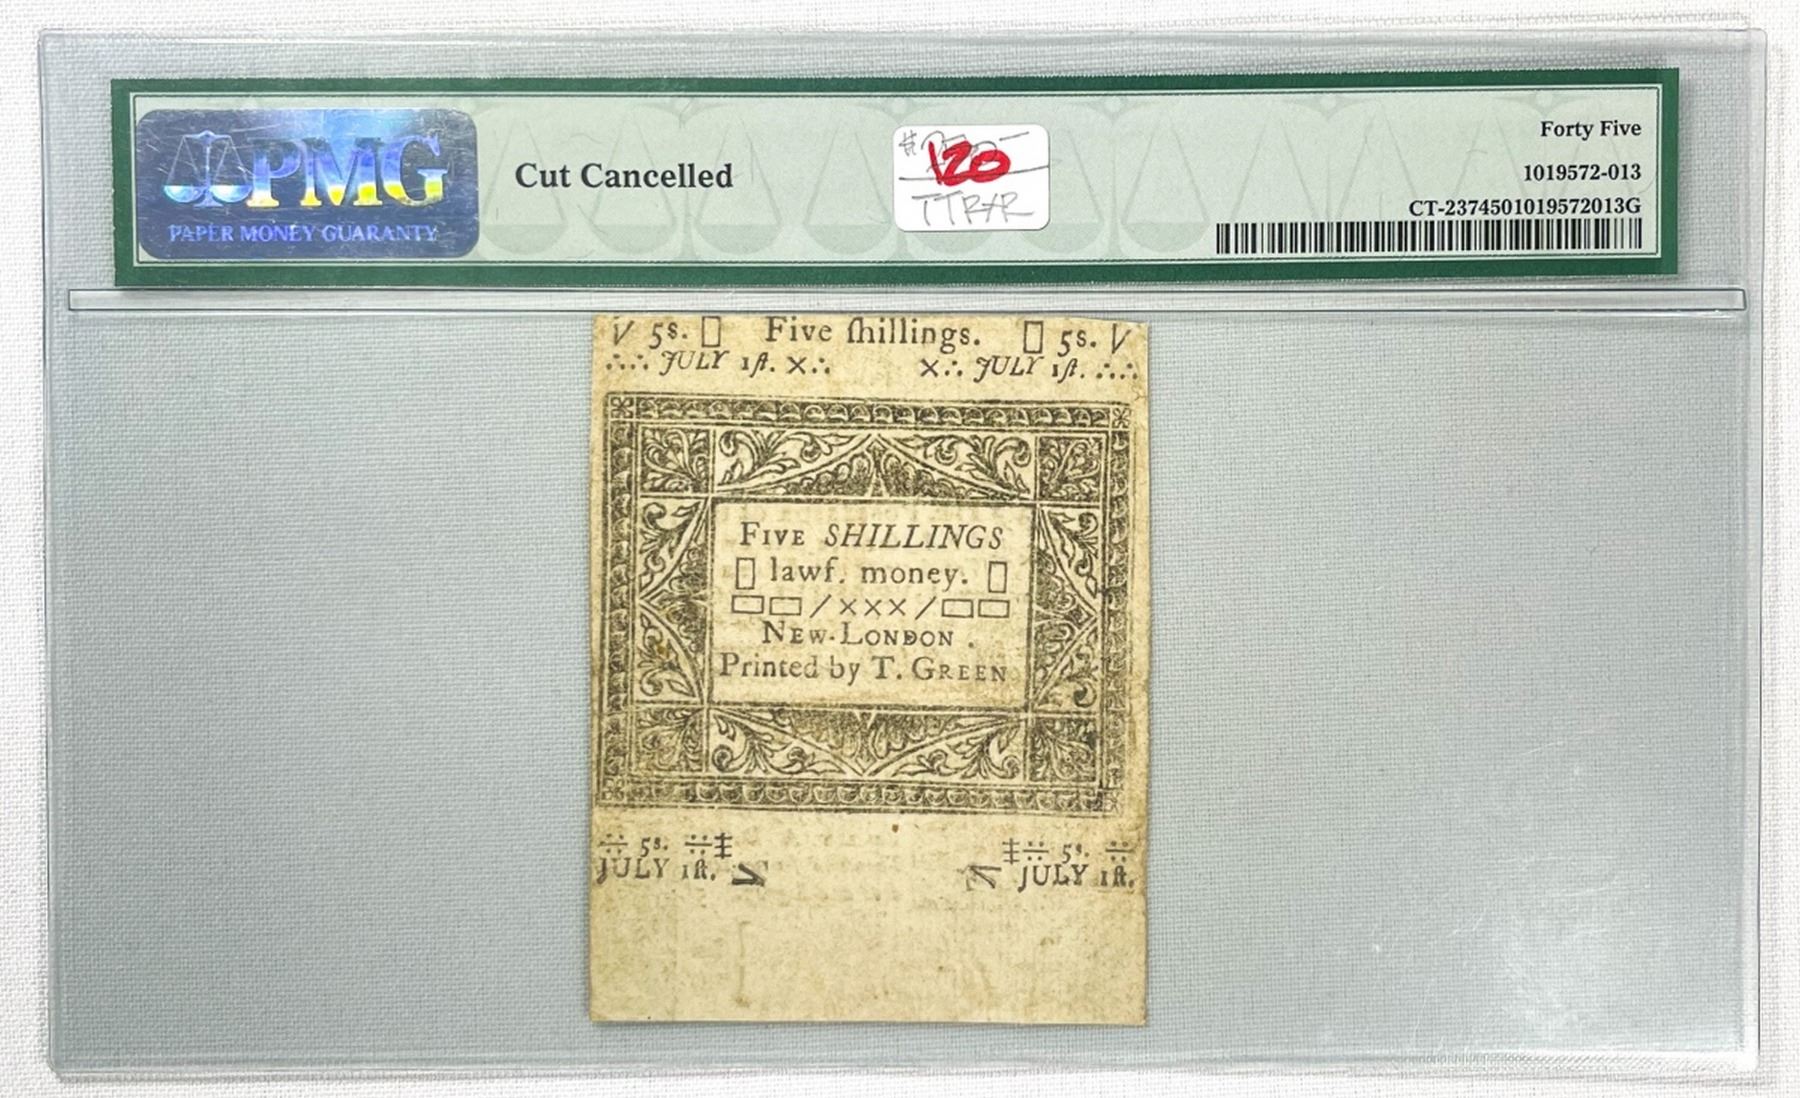 PMG
PAPER MONEY GUARANTY
Cut Cancelled
120
TTRXR
Forty Five
1019572-013
CT-2374501019572013G
V 5s. ▯ Five ſhillings. ▯ 5s. V
∴∴ JULY 1ſt. ×∴ ×∴ JULY 1ſt. ∴∴
FIVE SHILLINGS
▯ lawf. money. ▯
▭▭/×××/▭▭
NEW-LONDON.
Printed by T. GREEN
5s. 5s.
JULY 1ſt. JULY 1ſt.